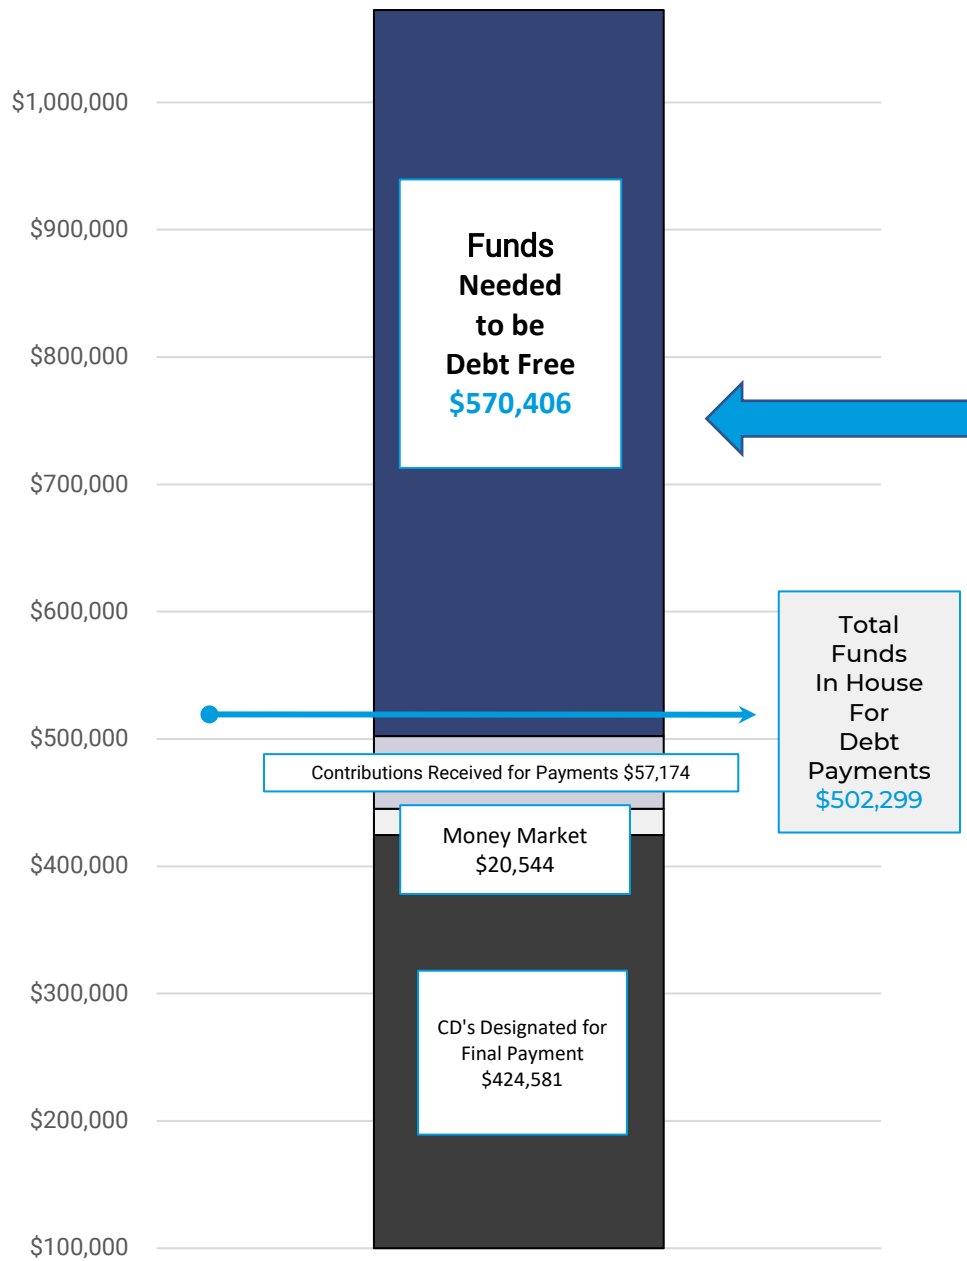 $1,000,000
$900,000
$800,000
$700,000
$600,000
$500,000
$400,000
$300,000
$200,000
$100,000
Funds
Needed
to be
Debt Free
$570,406
Total
Funds
In House
For
Debt
Payments
$502,299
Contributions Received for Payments $57,174
Money Market
$20,544
CD's Designated for
Final Payment
$424,581